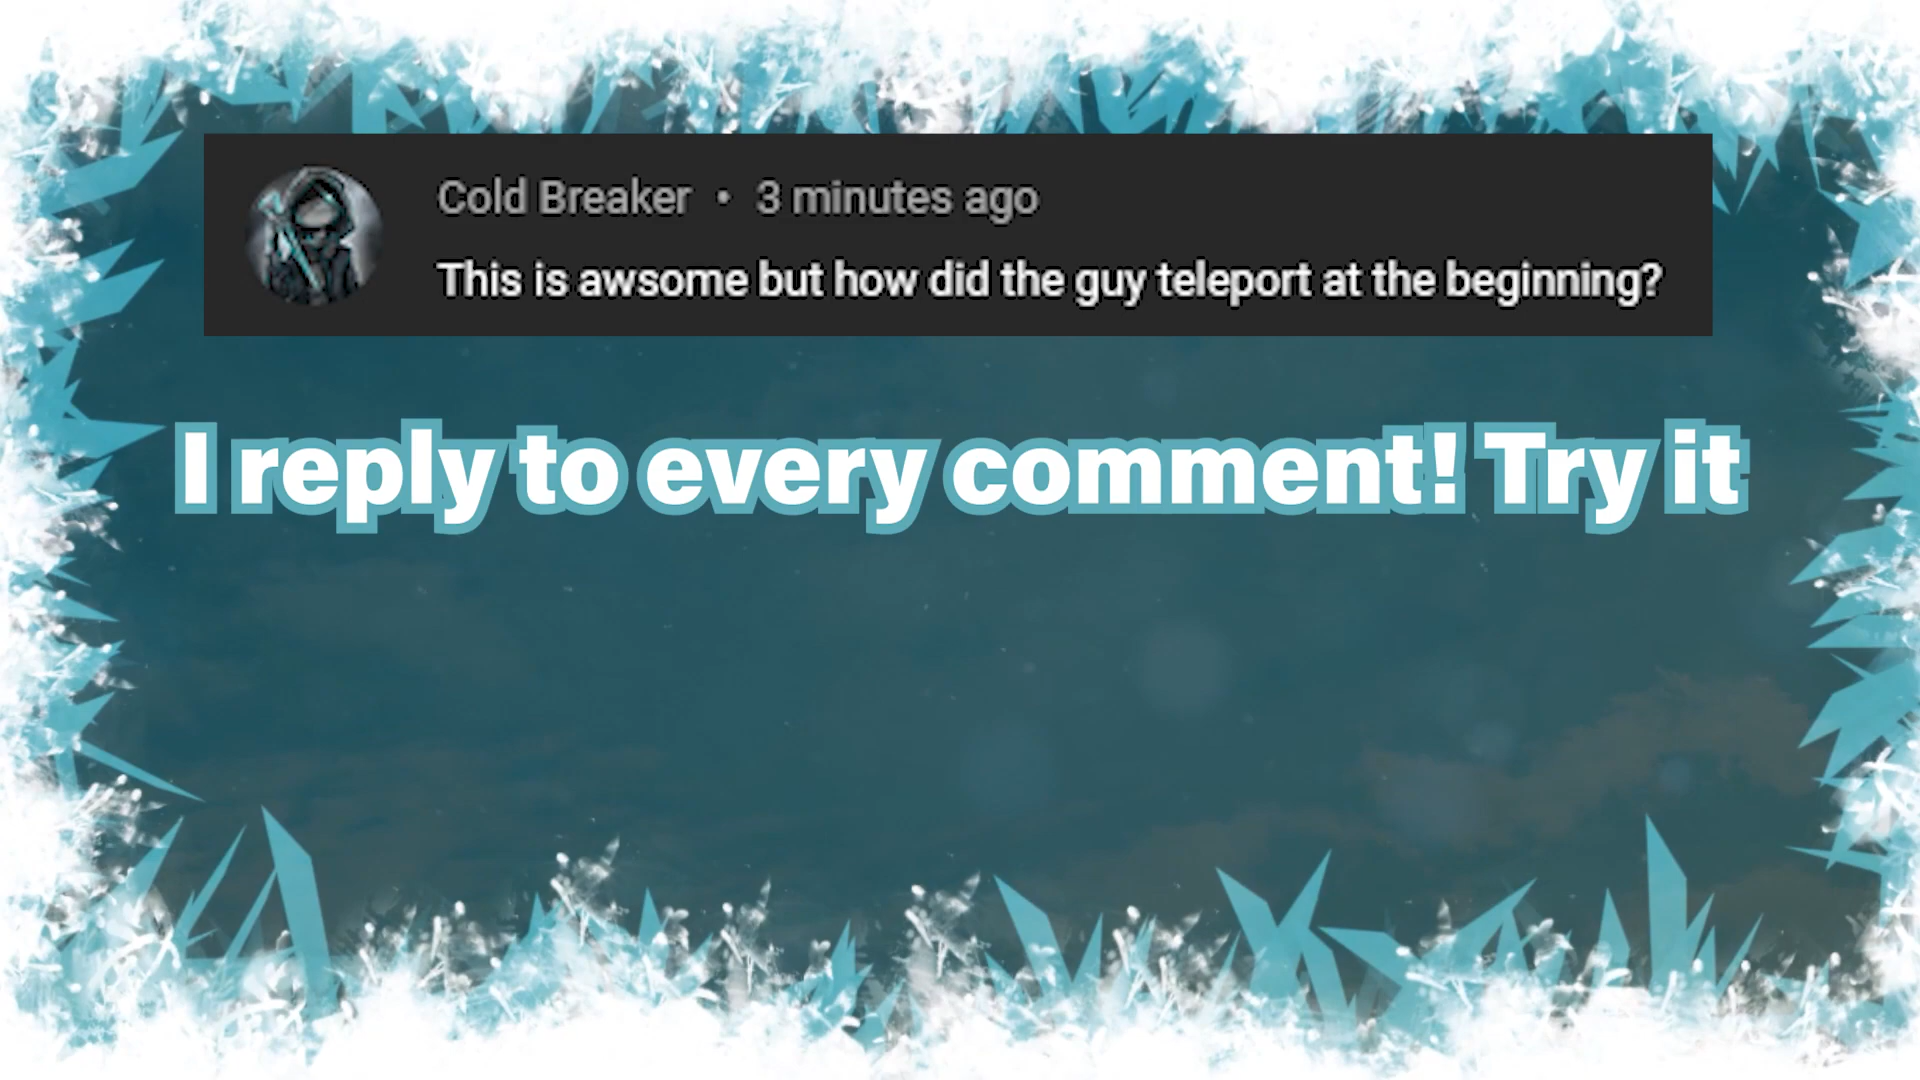 Cold Breaker • 3 minutes ago
This is awsome but how did the guy teleport at the beginning?
I reply to every comment! Try it